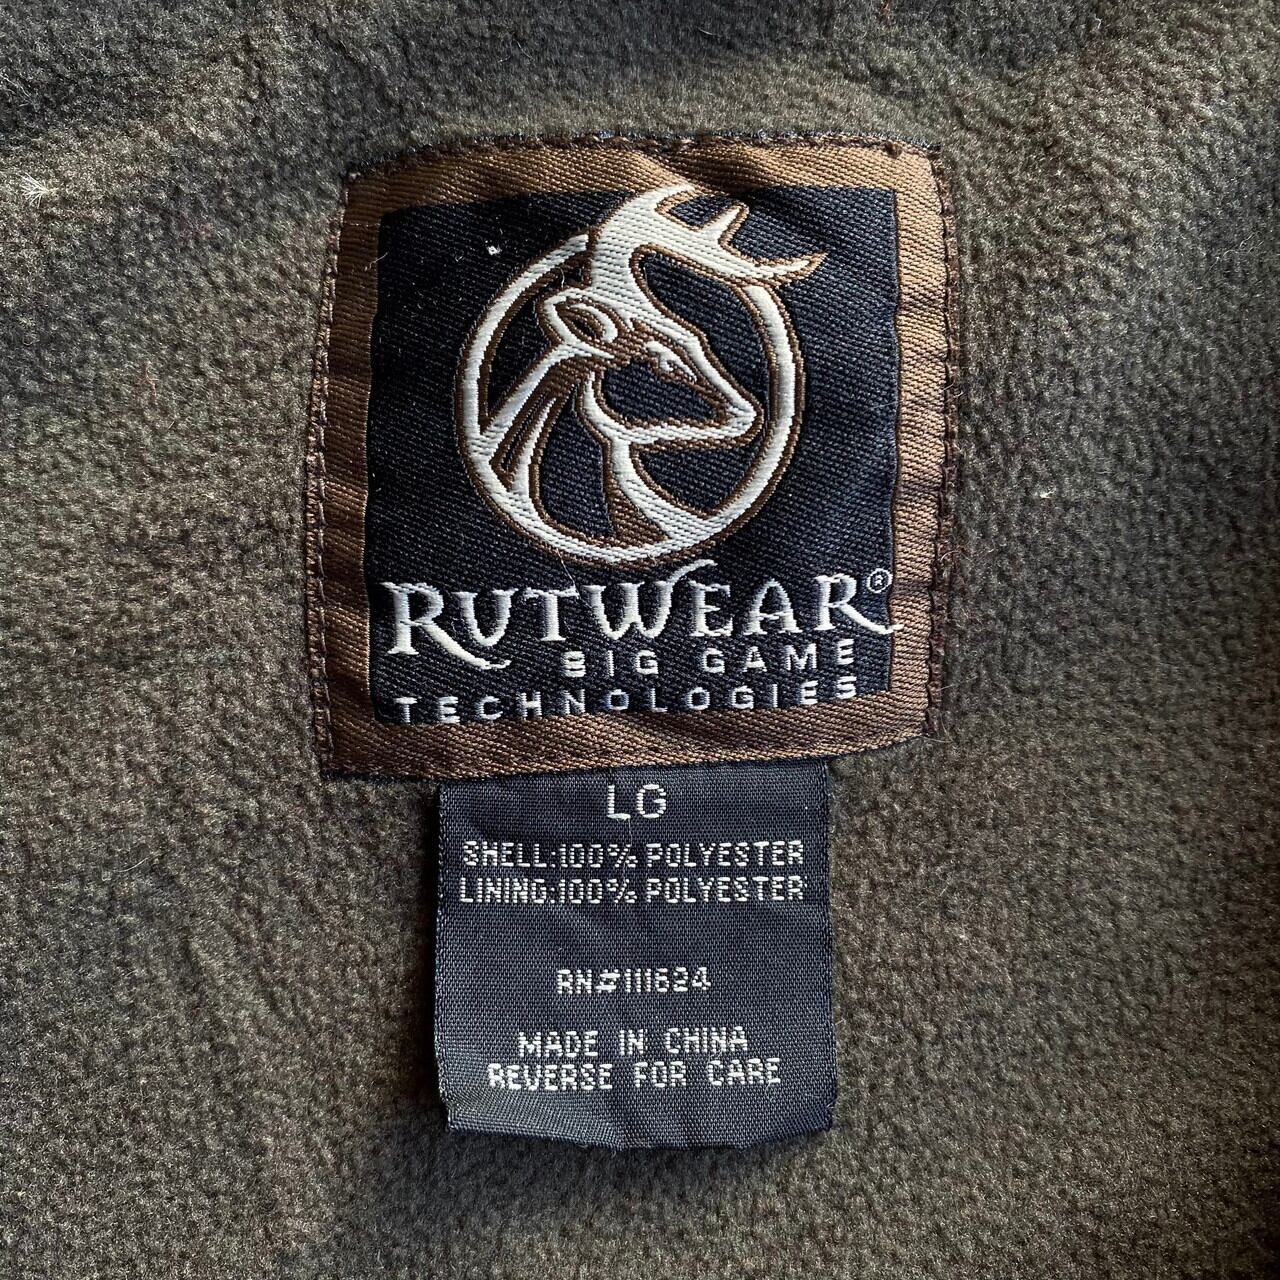 RUTWEAR®
BIG GAME
TECHNOLOGIES
LG
SHELL:100% POLYESTER
LINING:100% POLYESTER
RN#111624
MADE IN CHINA
REVERSE FOR CARE